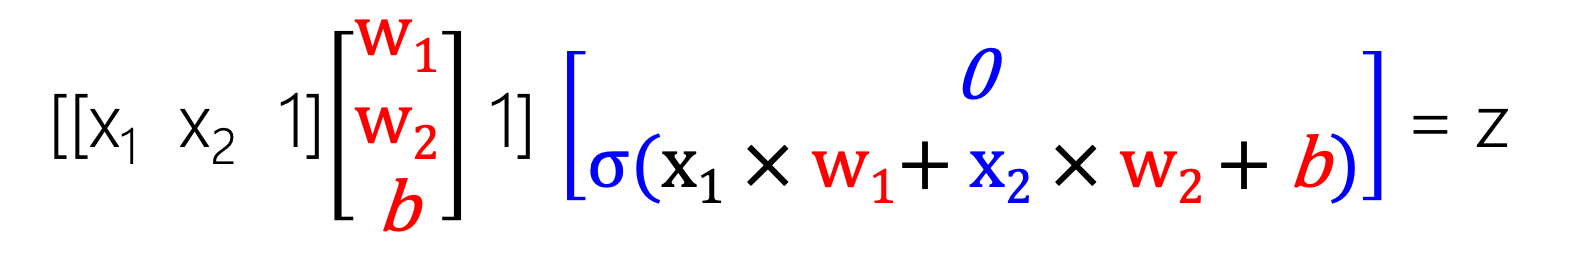 [[x₁ x₂ 1] [w₁ w₂ b] 1] [0 σ(x₁ × w₁ + x₂ × w₂ + b)] = z